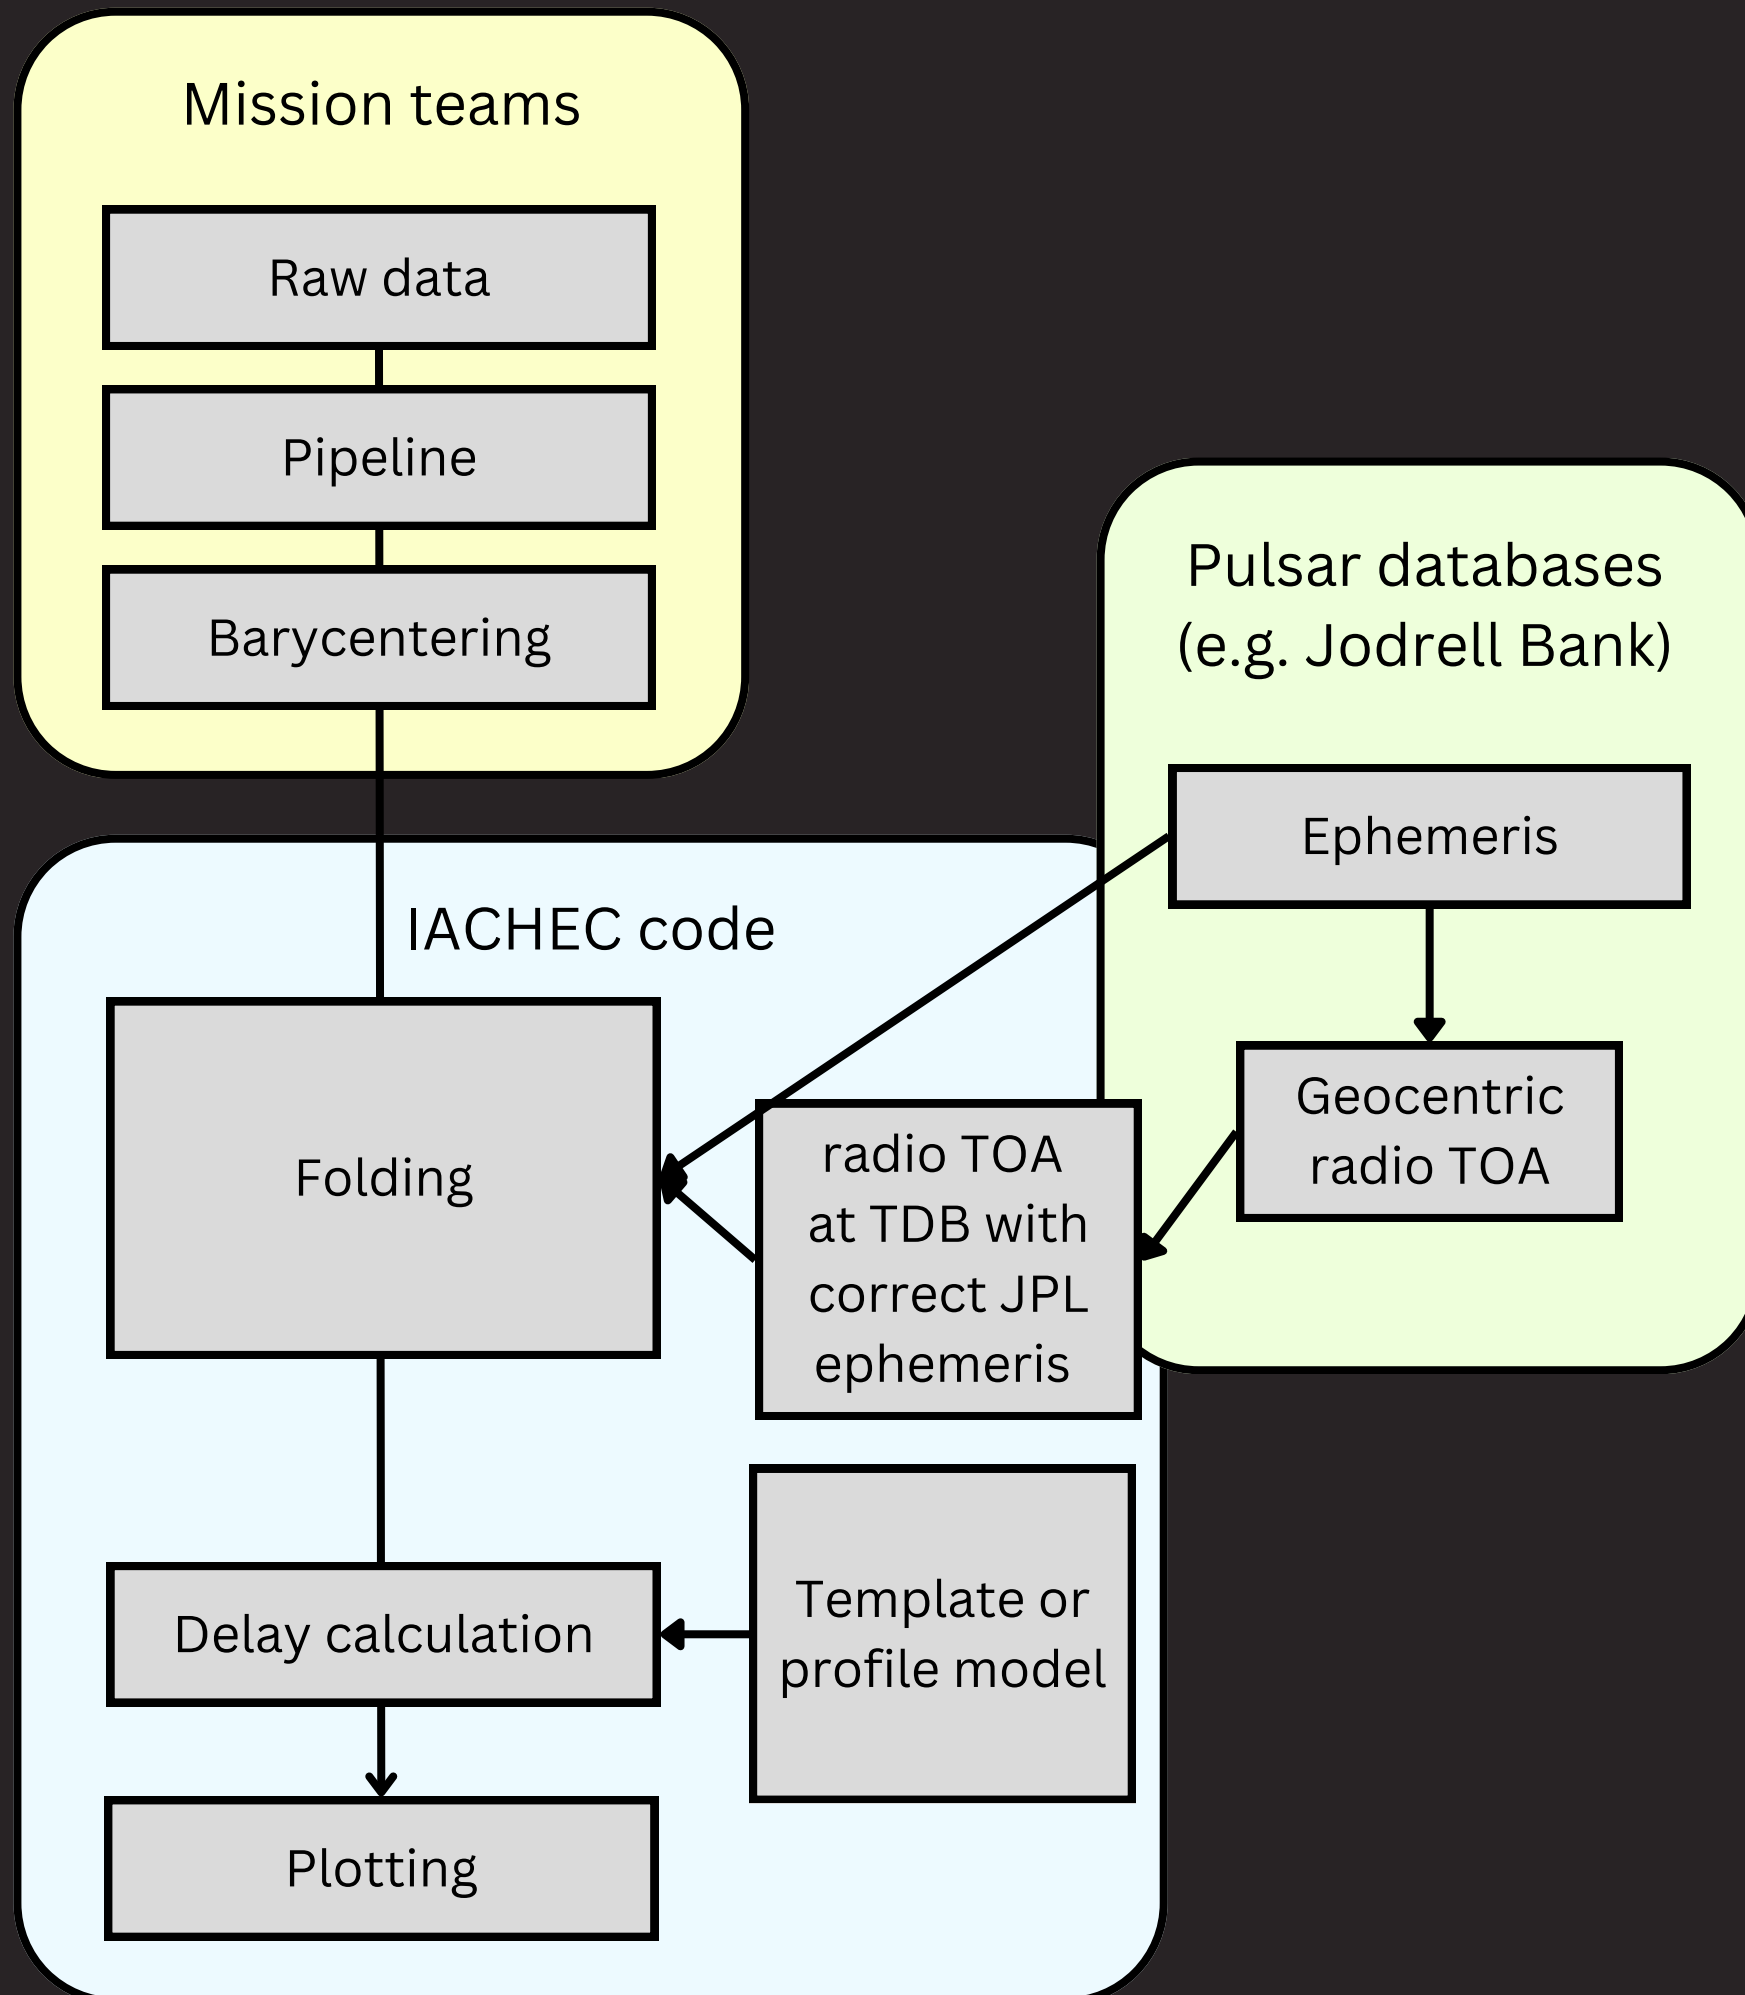 Mission teams
Raw data
Pipeline
Barycentering
Pulsar databases
(e.g. Jodrell Bank)
Ephemeris
Geocentric
radio TOA
IACHEC code
Folding
radio TOA
at TDB with
correct JPL
ephemeris
Delay calculation
Template or
profile model
Plotting